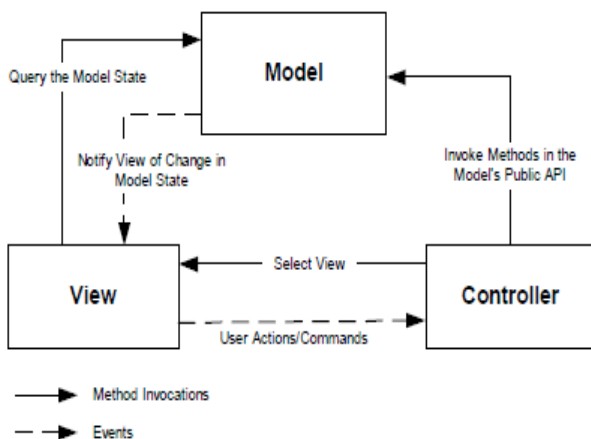 Query the Model State
Model
Notify View of Change in
Model State
Invoke Methods in the
Model's Public API
View
Select View
Controller
User Actions/Commands
Method Invocations
Events